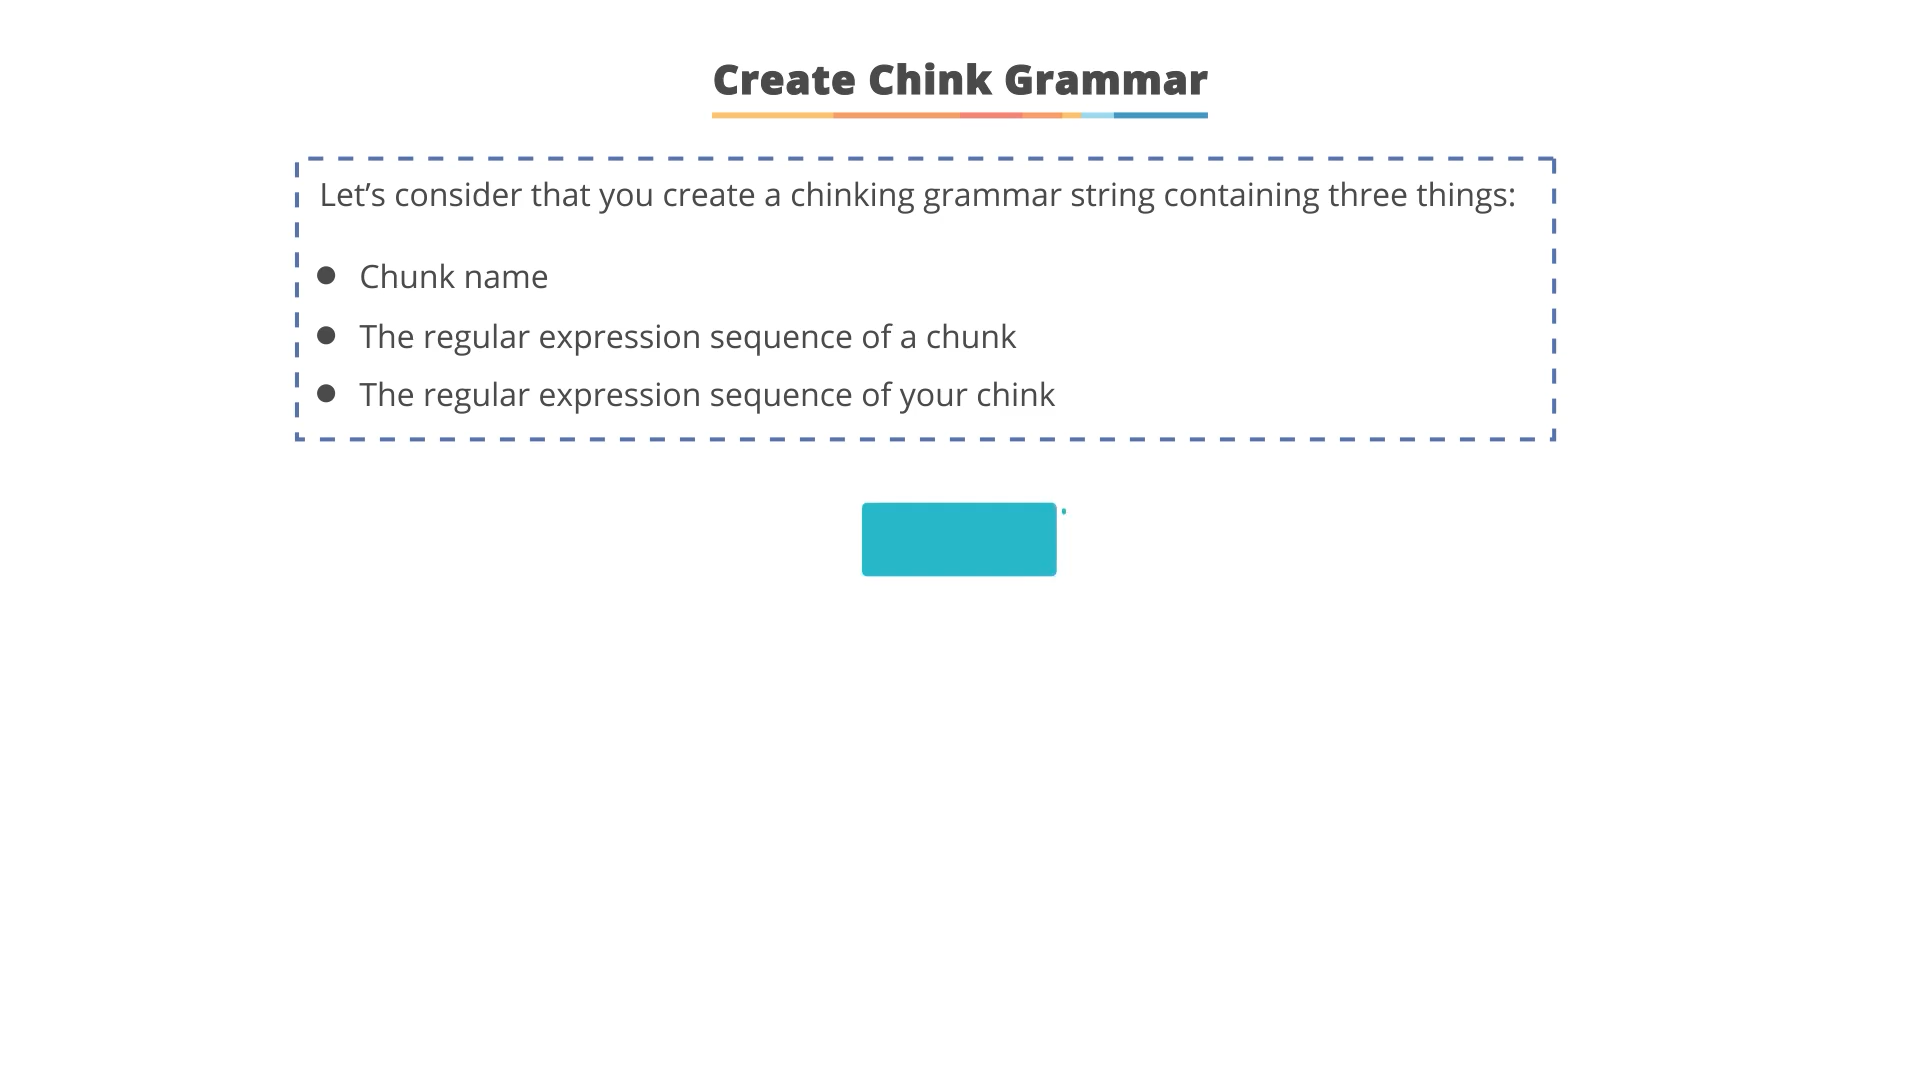 Create Chink Grammar
Let’s consider that you create a chinking grammar string containing three things:
● Chunk name
● The regular expression sequence of a chunk
● The regular expression sequence of your chink